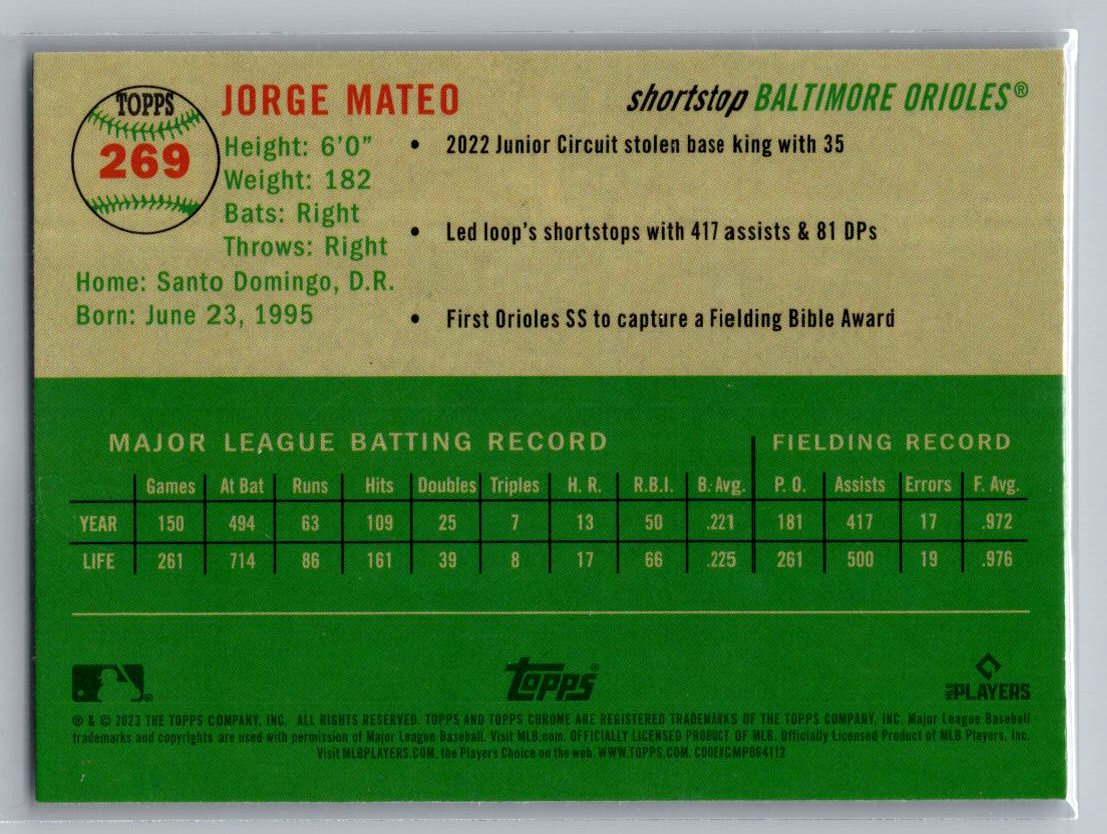 TOPPS
269
JORGE MATEO
shortstop BALTIMORE ORIOLES®
Height: 6'0"
Weight: 182
Bats: Right
Throws: Right
Home: Santo Domingo, D.R.
Born: June 23, 1995
• 2022 Junior Circuit stolen base king with 35
• Led loop's shortstops with 417 assists & 81 DPs
• First Orioles SS to capture a Fielding Bible Award
MAJOR LEAGUE BATTING RECORD FIELDING RECORD
Games At Bat Runs Hits Doubles Triples H. R. R.B.I. B. Avg. P. O. Assists Errors F. Avg.
YEAR 150 494 63 109 25 7 13 50 .221 181 417 17 .972
LIFE 261 714 86 161 39 8 17 66 .225 261 500 19 .976
Topps®
MLB PLAYERS
® & © 2023 THE TOPPS COMPANY, INC. ALL RIGHTS RESERVED. TOPPS AND TOPPS CHROME ARE REGISTERED TRADEMARKS OF THE TOPPS COMPANY, INC. Major League Baseball
trademarks and copyrights are used with permission of Major League Baseball. Visit MLB.com. OFFICIALLY LICENSED PRODUCT OF MLB. Officially Licensed Product of MLB Players, Inc.
Visit MLBPLAYERS.COM, the Players Choice on the web. WWW.TOPPS.COM. CODE#CMP084112